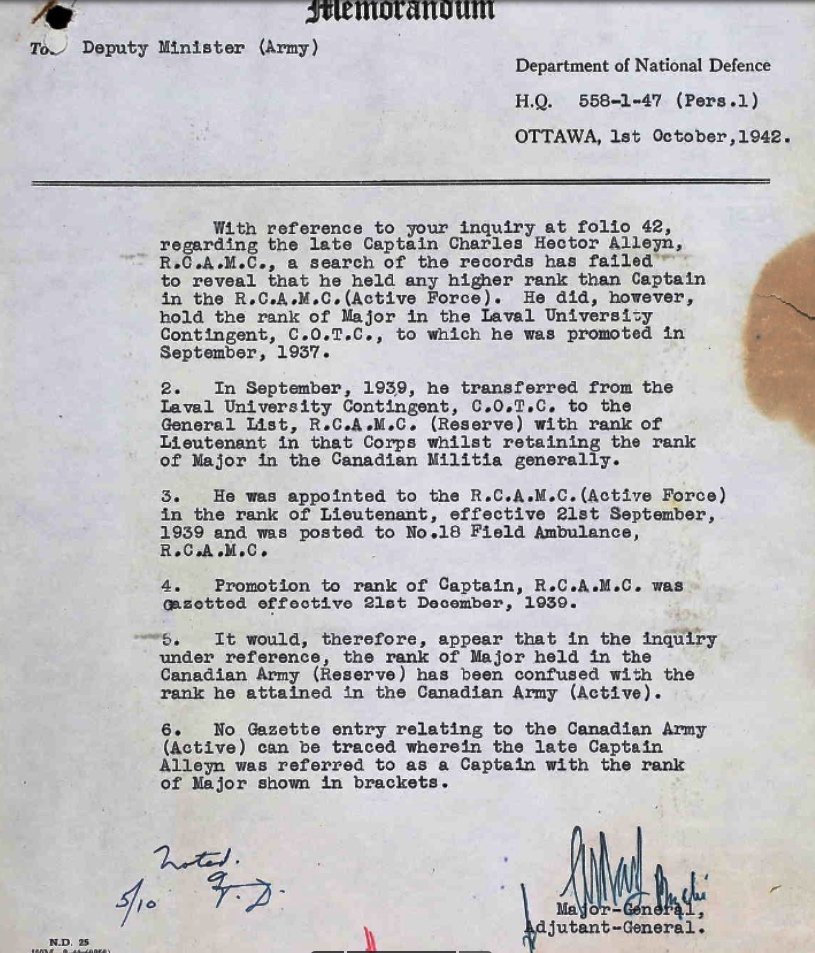 Memorandum
To. Deputy Minister (Army)
Department of National Defence
H.Q. 558-1-47 (Pers.1)
OTTAWA, 1st October,1942.
With reference to your inquiry at folio 42,
regarding the late Captain Charles Hector Alleyn,
R.C.A.M.C., a search of the records has failed
to reveal that he held any higher rank than Captain
in the R.C.A.M.C.(Active Force). He did, however,
hold the rank of Major in the Laval University
Contingent, C.O.T.C., to which he was promoted in
September, 1937.
2. In September, 1939, he transferred from the
Laval University Contingent, C.O.T.C. to the
General List, R.C.A.M.C. (Reserve) with rank of
Lieutenant in that Corps whilst retaining the rank
of Major in the Canadian Militia generally.
3. He was appointed to the R.C.A.M.C.(Active Force)
in the rank of Lieutenant, effective 21st September,
1939 and was posted to No.18 Field Ambulance,
R.C.A.M.C.
4. Promotion to rank of Captain, R.C.A.M.C. was
gazetted effective 21st December, 1939.
5. It would, therefore, appear that in the inquiry
under reference, the rank of Major held in the
Canadian Army (Reserve) has been confused with the
rank he attained in the Canadian Army (Active).
6. No Gazette entry relating to the Canadian Army
(Active) can be traced wherein the late Captain
Alleyn was referred to as a Captain with the rank
of Major shown in brackets.
Noted.
5/10
Major-General,
Adjutant-General.
N.D. 25